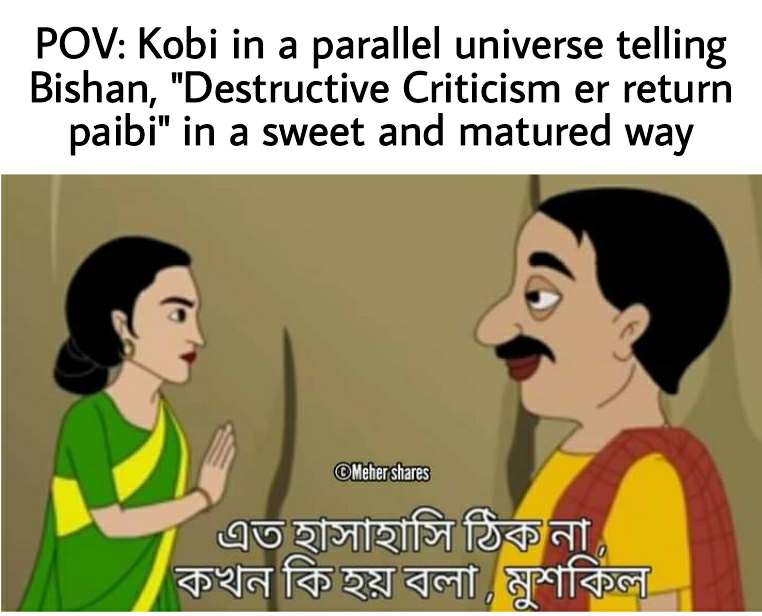 POV: Kobi in a parallel universe telling
Bishan, "Destructive Criticism er return
paibi" in a sweet and matured way
©Meher shares
এত হাসাহাসি ঠিক না,
কখন কি হয় বলা, মুশকিল